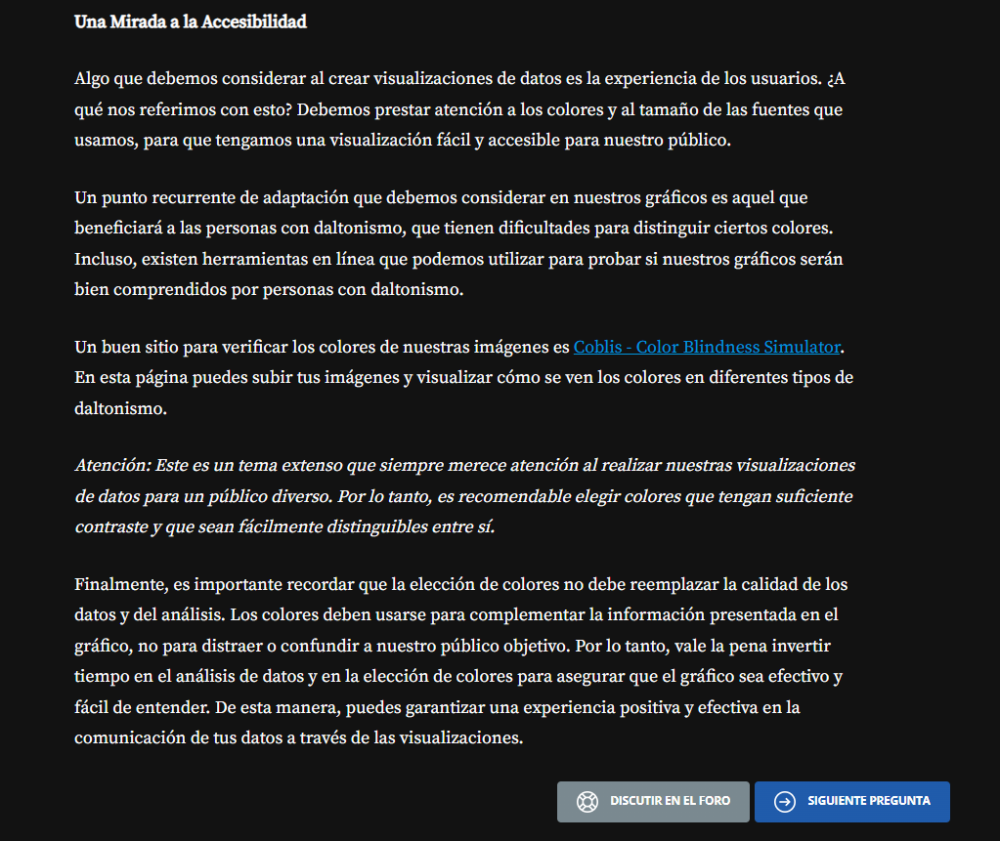 Una Mirada a la Accesibilidad
Algo que debemos considerar al crear visualizaciones de datos es la experiencia de los usuarios. ¿A
qué nos referimos con esto? Debemos prestar atención a los colores y al tamaño de las fuentes que
usamos, para que tengamos una visualización fácil y accesible para nuestro público.
Un punto recurrente de adaptación que debemos considerar en nuestros gráficos es aquel que
beneficiará a las personas con daltonismo, que tienen dificultades para distinguir ciertos colores.
Incluso, existen herramientas en línea que podemos utilizar para probar si nuestros gráficos serán
bien comprendidos por personas con daltonismo.
Un buen sitio para verificar los colores de nuestras imágenes es Coblis - Color Blindness Simulator.
En esta página puedes subir tus imágenes y visualizar cómo se ven los colores en diferentes tipos de
daltonismo.
Atención: Este es un tema extenso que siempre merece atención al realizar nuestras visualizaciones
de datos para un público diverso. Por lo tanto, es recomendable elegir colores que tengan suficiente
contraste y que sean fácilmente distinguibles entre sí.
Finalmente, es importante recordar que la elección de colores no debe reemplazar la calidad de los
datos y del análisis. Los colores deben usarse para complementar la información presentada en el
gráfico, no para distraer o confundir a nuestro público objetivo. Por lo tanto, vale la pena invertir
tiempo en el análisis de datos y en la elección de colores para asegurar que el gráfico sea efectivo y
fácil de entender. De esta manera, puedes garantizar una experiencia positiva y efectiva en la
comunicación de tus datos a través de las visualizaciones.
DISCUTIR EN EL FORO
SIGUIENTE PREGUNTA